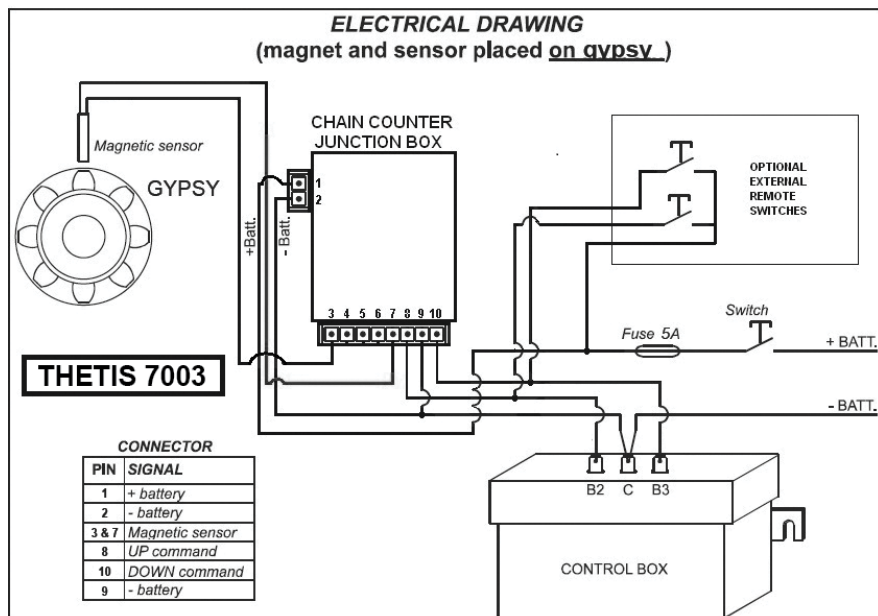 ELECTRICAL DRAWING
(magnet and sensor placed on gypsy )
Magnetic sensor
GYPSY
CHAIN COUNTER
JUNCTION BOX
1
2
+Batt.
- Batt.
3 4 5 6 7 8 9 10
OPTIONAL
EXTERNAL
REMOTE
SWITCHES
Fuse 5A
Switch
+ BATT.
- BATT.
THETIS 7003
CONNECTOR
PIN SIGNAL
1 + battery
2 - battery
3 & 7 Magnetic sensor
8 UP command
10 DOWN command
9 - battery
B2 C B3
CONTROL BOX